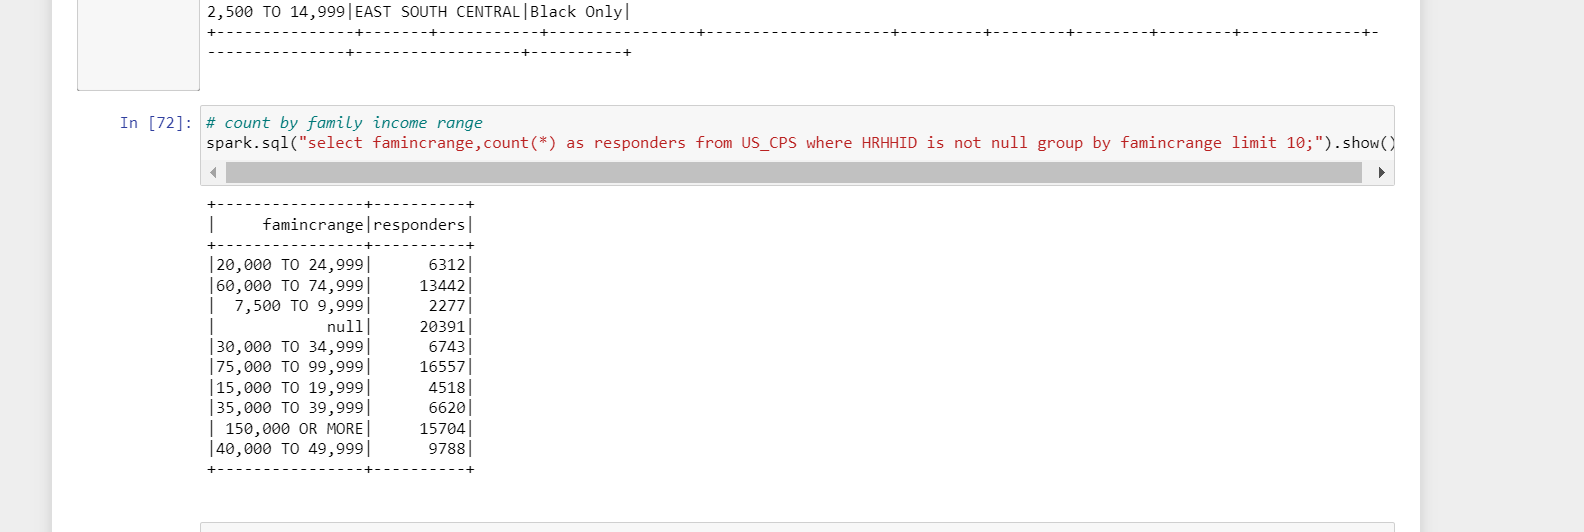 2,500 TO 14,999|EAST SOUTH CENTRAL|Black Only|
+----------------+-------+-----------+----------------+--------------------+---------+--------+--------+--------+-------------+-
---------------+------------------+----------+
In [72]:
# count by family income range
spark.sql("select famincrange,count(*) as responders from US_CPS where HRHHID is not null group by famincrange limit 10;").show()
+----------------+----------+
|     famincrange|responders|
+----------------+----------+
|20,000 TO 24,999|      6312|
|60,000 TO 74,999|     13442|
|  7,500 TO 9,999|      2277|
|            null|     20391|
|30,000 TO 34,999|      6743|
|75,000 TO 99,999|     16557|
|15,000 TO 19,999|      4518|
|35,000 TO 39,999|      6620|
| 150,000 OR MORE|     15704|
|40,000 TO 49,999|      9788|
+----------------+----------+